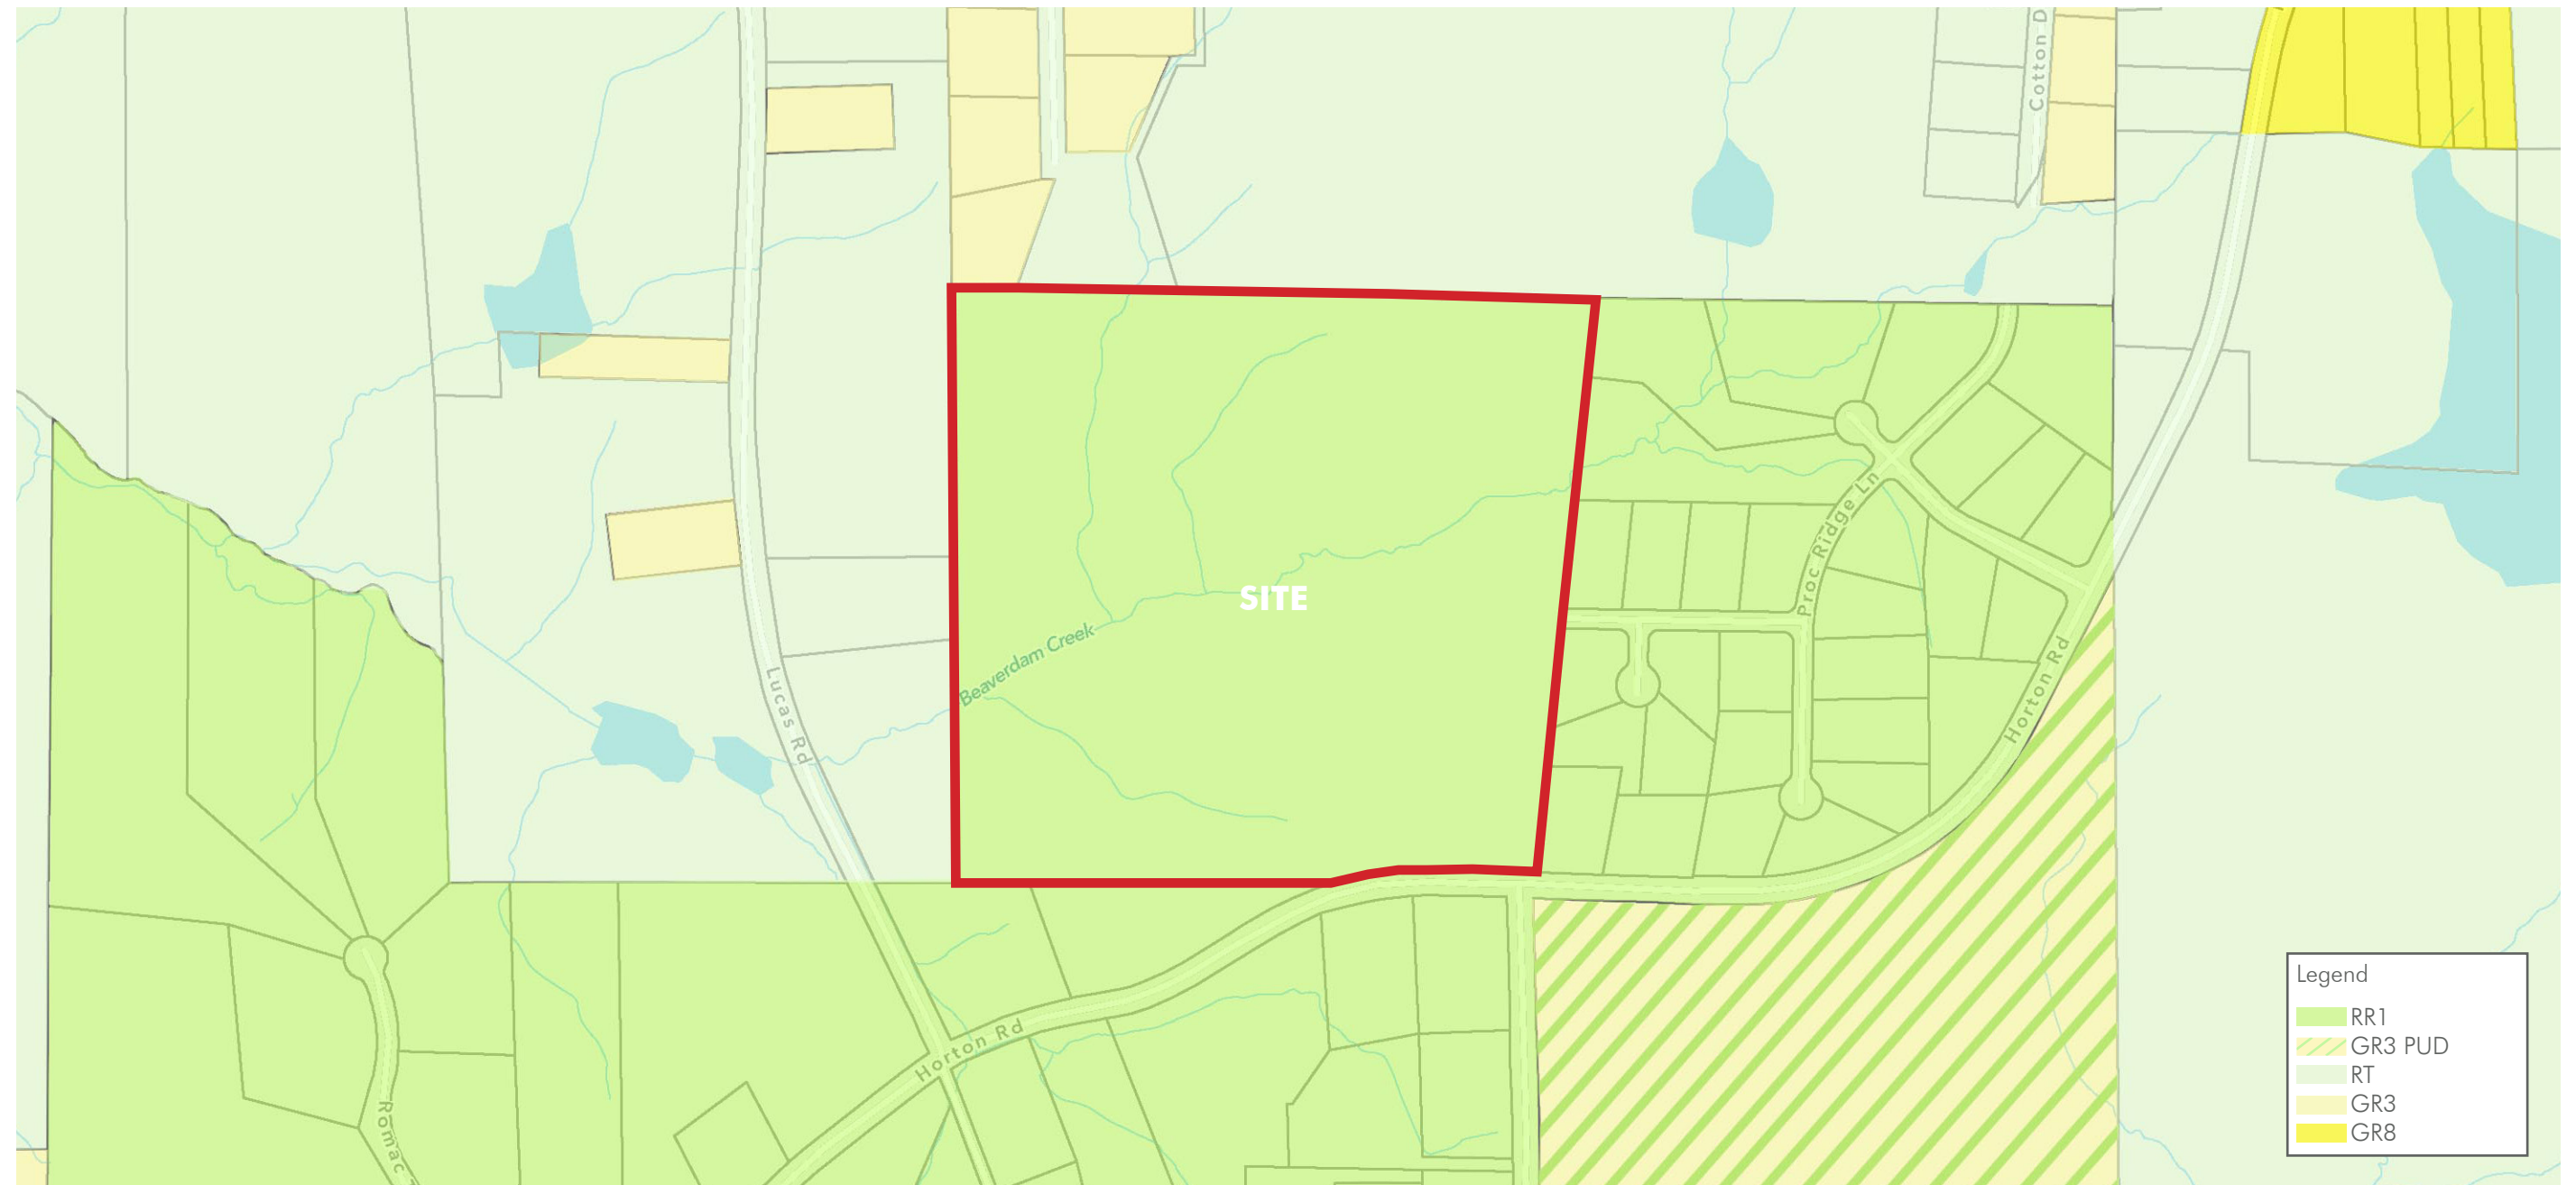 Cotton D
Proc Ridge Ln
SITE
Beaverdam Creek
Lucas Rd
Horton Rd
Horton Rd
Romac
Legend
RR1
GR3 PUD
RT
GR3
GR8